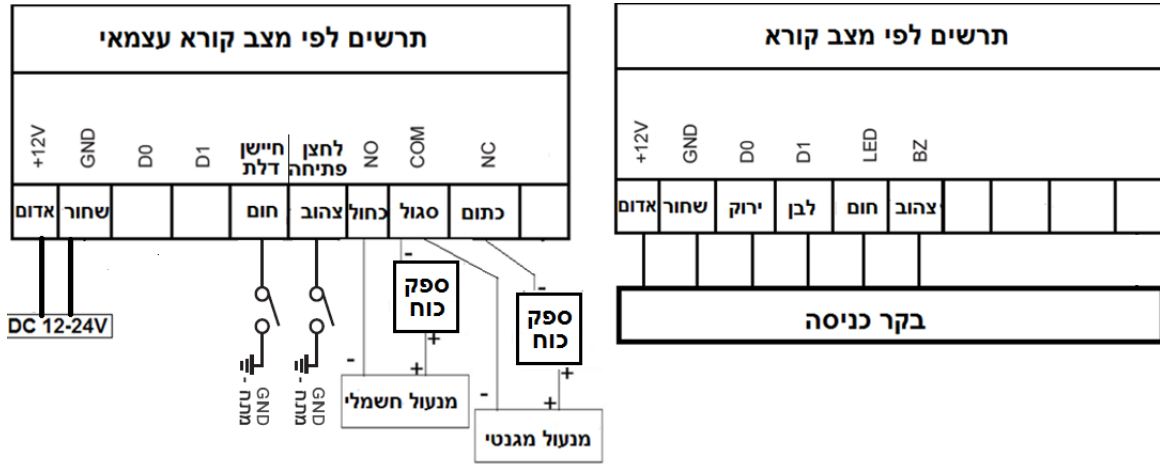 תרשים לפי מצב קורא עצמאי
+12V
GND
D0
D1
חיישן
דלת
לחצן
פתיחה
NO
COM
NC
אדום
שחור
חום
צהוב
כחול
סגול
כתום
DC 12-24V
GND
מתח -
GND
מתח -
-
ספק
כוח
+
-
ספק
כוח
+
- +
מנעול חשמלי
- +
מנעול מגנטי
תרשים לפי מצב קורא
+12V
GND
D0
D1
LED
BZ
אדום
שחור
ירוק
לבן
חום
צהוב
בקר כניסה